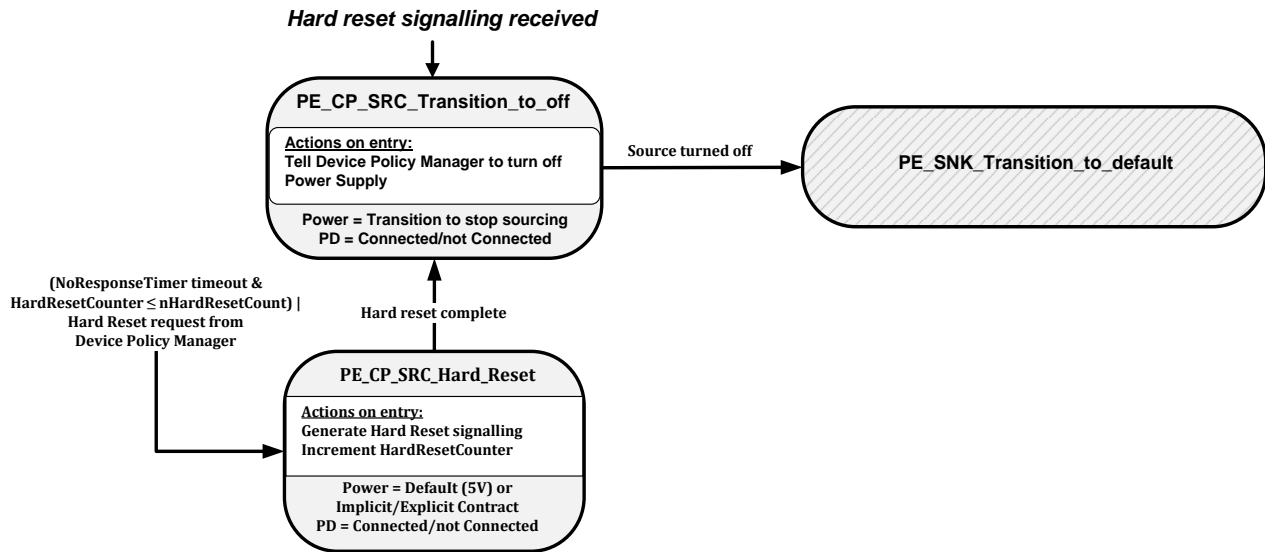 Hard reset signalling received
PE_CP_SRC_Transition_to_off
Actions on entry:
Tell Device Policy Manager to turn off
Power Supply
Power = Transition to stop sourcing
PD = Connected/not Connected
Source turned off
PE_SNK_Transition_to_default
(NoResponseTimer timeout &
HardResetCounter ≤ nHardResetCount) |
Hard Reset request from
Device Policy Manager
Hard reset complete
PE_CP_SRC_Hard_Reset
Actions on entry:
Generate Hard Reset signalling
Increment HardResetCounter
Power = Default (5V) or
Implicit/Explicit Contract
PD = Connected/not Connected